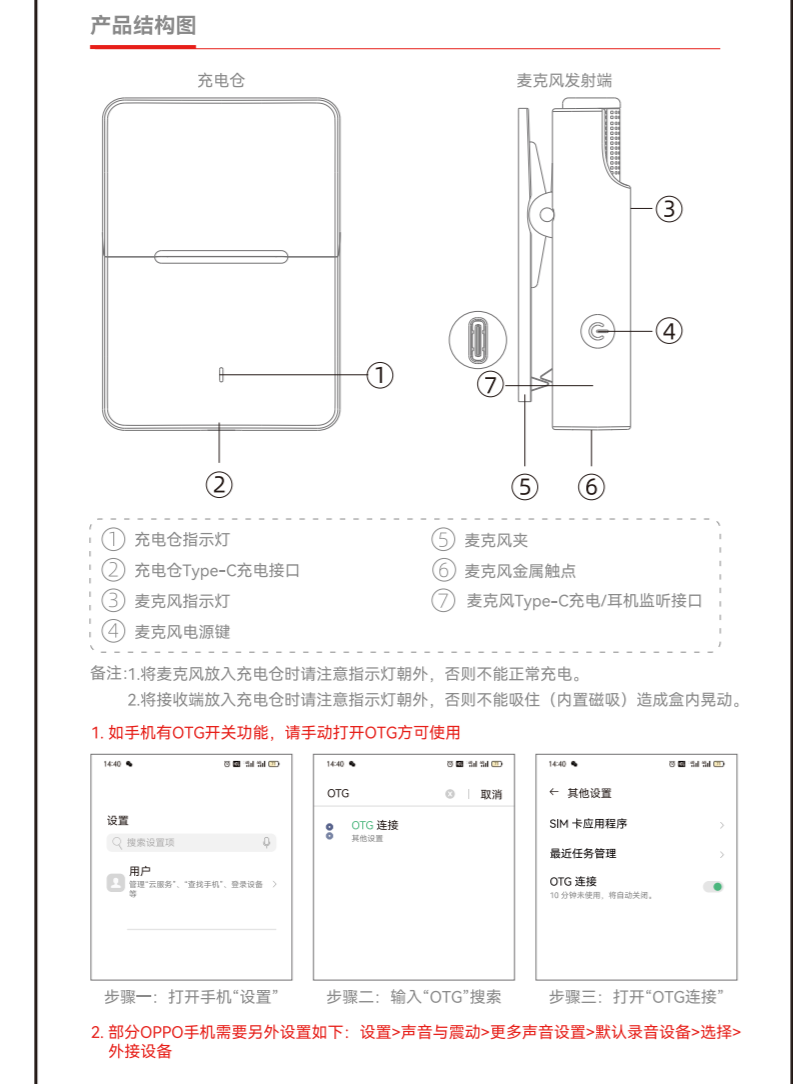 产品结构图
充电仓
麦克风发射端
③
④
①
⑦
②
⑤
⑥
① 充电仓指示灯
② 充电仓Type-C充电接口
③ 麦克风指示灯
④ 麦克风电源键
⑤ 麦克风夹
⑥ 麦克风金属触点
⑦ 麦克风Type-C充电/耳机监听接口
备注:1.将麦克风放入充电仓时请注意指示灯朝外，否则不能正常充电。
2.将接收端放入充电仓时请注意指示灯朝外，否则不能吸住（内置磁吸）造成盒内晃动。
1. 如手机有OTG开关功能，请手动打开OTG方可使用
14:40
设置
搜索设置项
用户
管理“云服务”、“查找手机”、登录设备
等
步骤一：打开手机“设置”
14:40
OTG
取消
OTG 连接
其他设置
步骤二：输入“OTG”搜索
14:40
其他设置
SIM 卡应用程序
最近任务管理
OTG 连接
10 分钟未使用，将自动关闭。
步骤三：打开“OTG连接”
2. 部分OPPO手机需要另外设置如下：设置>声音与震动>更多声音设置>默认录音设备>选择>
外接设备